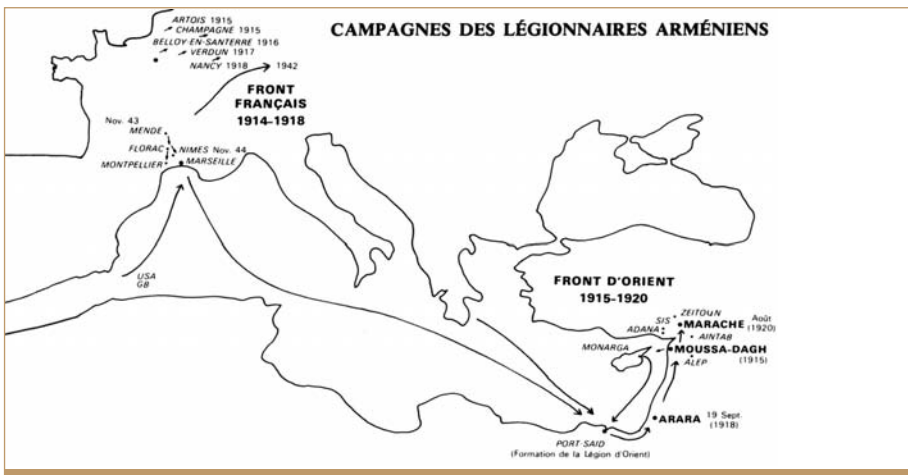 CAMPAGNES DES LÉGIONNAIRES ARMÉNIENS
ARTOIS 1915
CHAMPAGNE 1915
BELLOY-EN-SANTERRE 1916
VERDUN 1917
NANCY 1918
1942
FRONT
FRANÇAIS
1914-1918
Nov. 43
MENDE
FLORAC
NIMES Nov. 44
MONTPELLIER
MARSEILLE
USA
GB
FRONT D'ORIENT
1915-1920
ZEITOUN
SIS
MARACHE
Août
(1920)
ADANA
AINTAB
MONARGA
MOUSSA-DAGH
(1915)
ALEP
ARARA
19 Sept.
(1918)
PORT-SAID
(Formation de la Légion d'Orient)